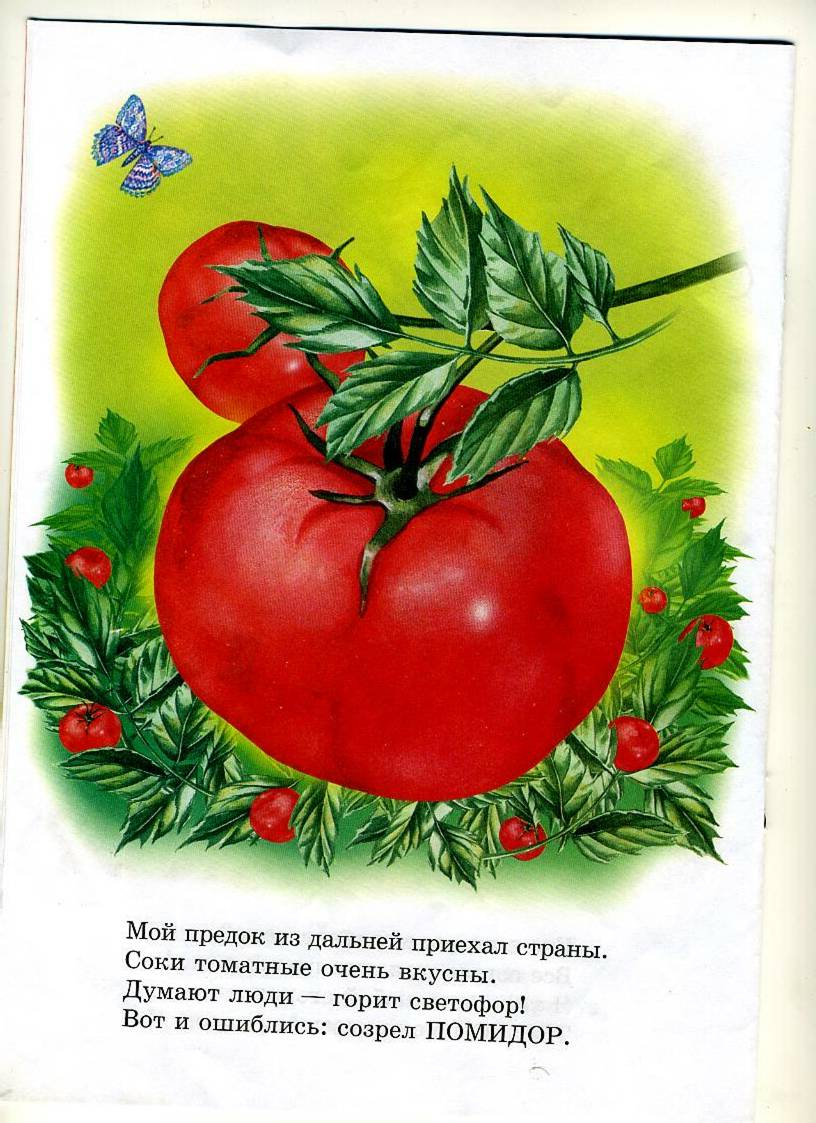 Мой предок из дальней приехал страны.
Соки томатные очень вкусны.
Думают люди — горит светофор!
Вот и ошиблись: созрел ПОМИДОР.